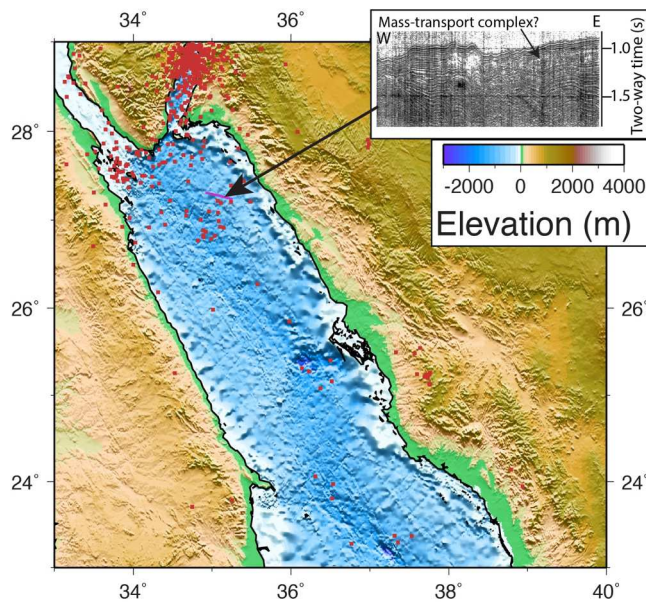 34˚ 36˚
Mass-transport complex?
W E
1.0
1.5
Two-way time (s)
28˚
-2000 0 2000 4000
Elevation (m)
26˚ 26˚
24˚ 24˚
34˚ 36˚ 38˚ 40˚